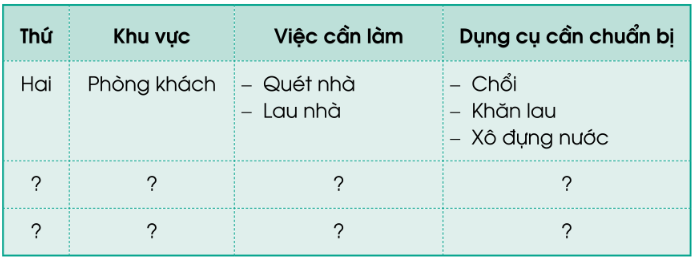 Thứ Khu vực Việc cần làm Dụng cụ cần chuẩn bị
Hai Phòng khách – Quét nhà – Chổi
– Lau nhà – Khăn lau
– Xô đựng nước
? ? ? ?
? ? ? ?